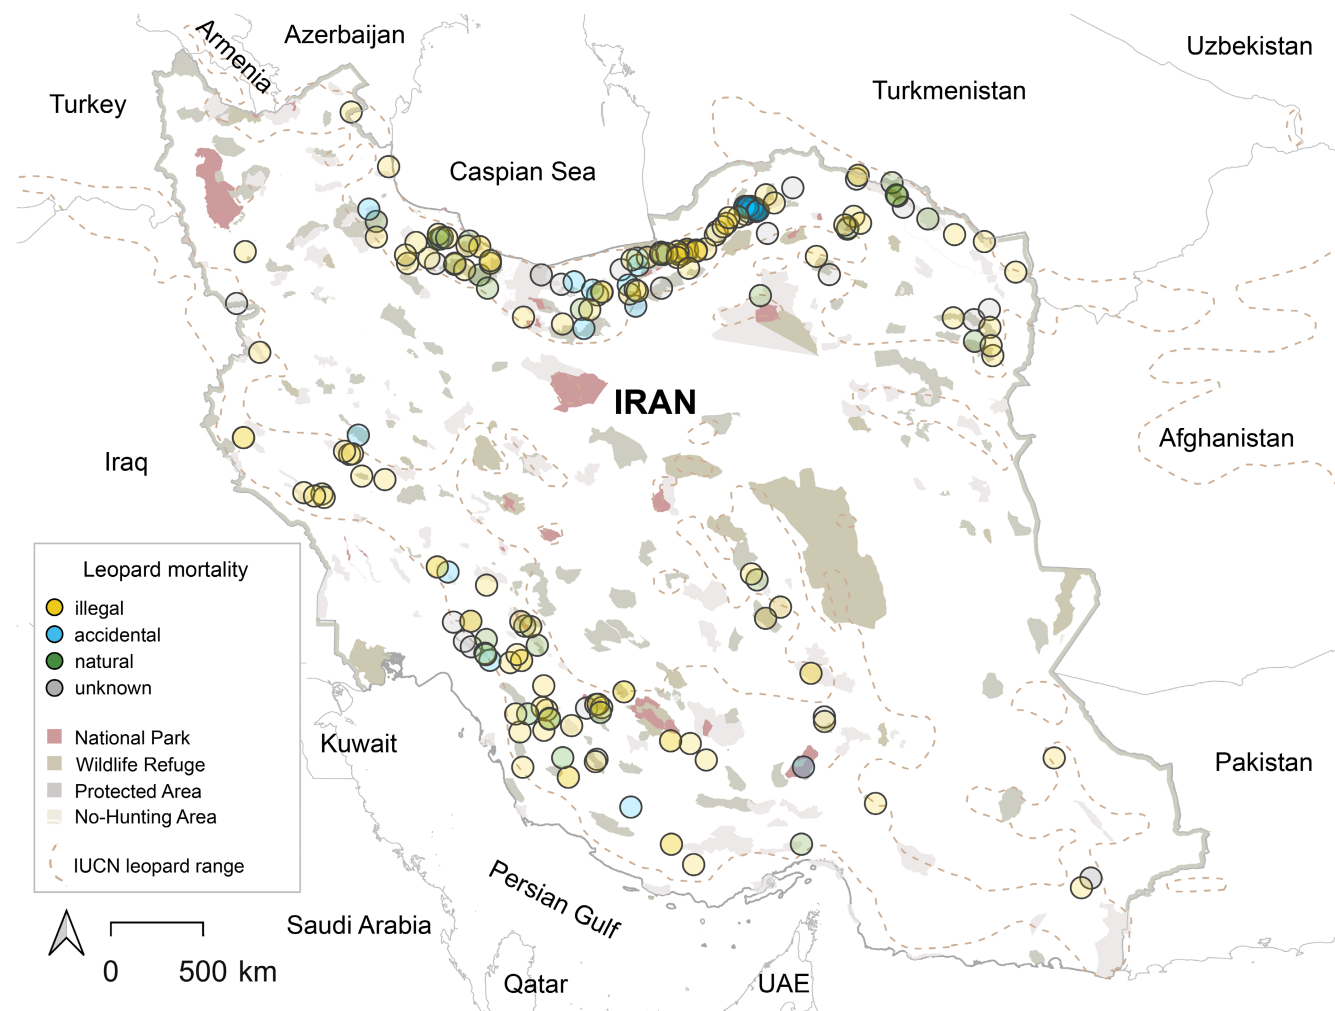 Armenia
Azerbaijan
Uzbekistan
Turkey
Turkmenistan
Caspian Sea
IRAN
Iraq
Afghanistan
Leopard mortality
illegal
accidental
natural
unknown
National Park
Wildlife Refuge
Protected Area
No-Hunting Area
IUCN leopard range
Kuwait
Pakistan
Persian Gulf
Saudi Arabia
Qatar
UAE
0 500 km